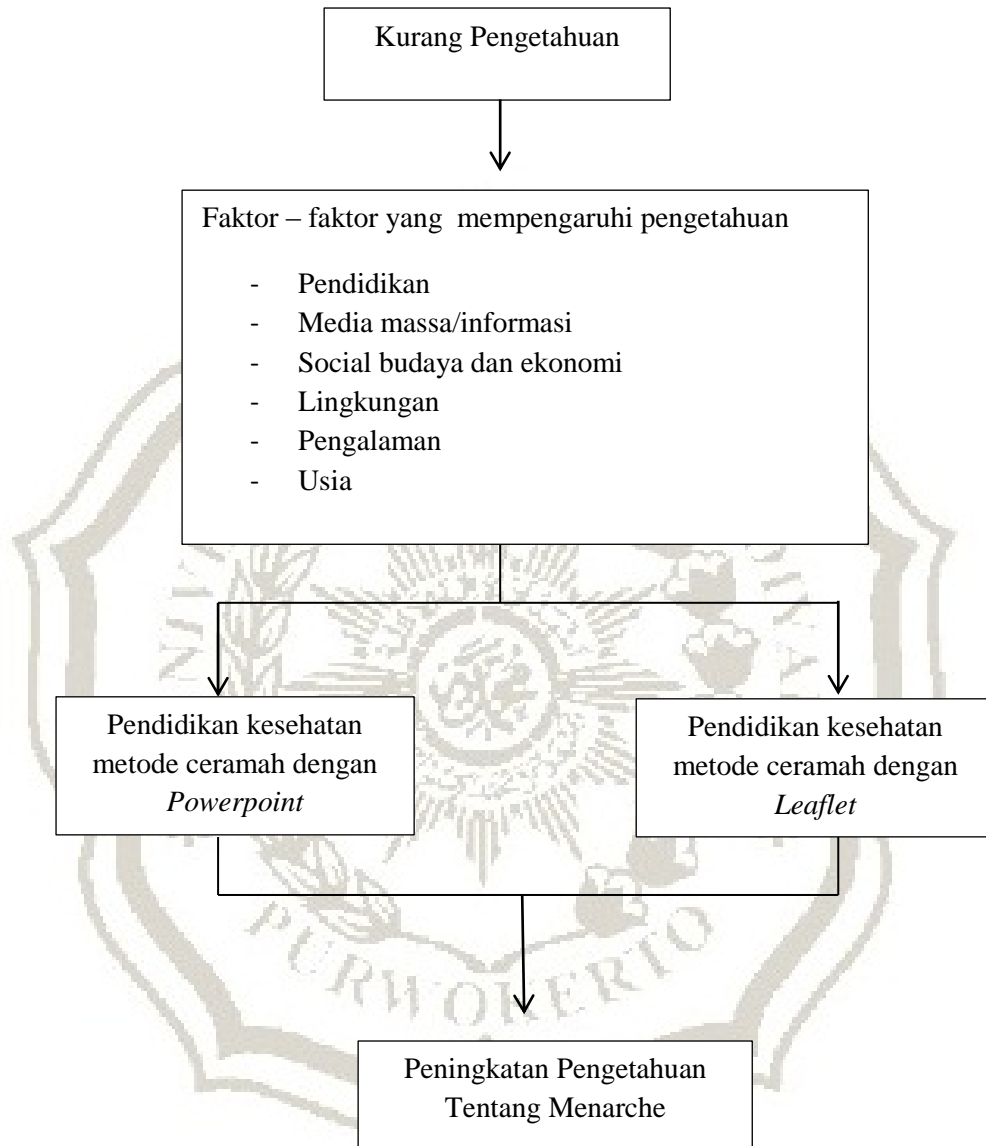 Kurang Pengetahuan
Faktor – faktor yang  mempengaruhi pengetahuan
- Pendidikan
- Media massa/informasi
- Social budaya dan ekonomi
- Lingkungan
- Pengalaman
- Usia
Pendidikan kesehatan
metode ceramah dengan
Powerpoint
Pendidikan kesehatan
metode ceramah dengan
Leaflet
PURWOKERTO
Peningkatan Pengetahuan
Tentang Menarche